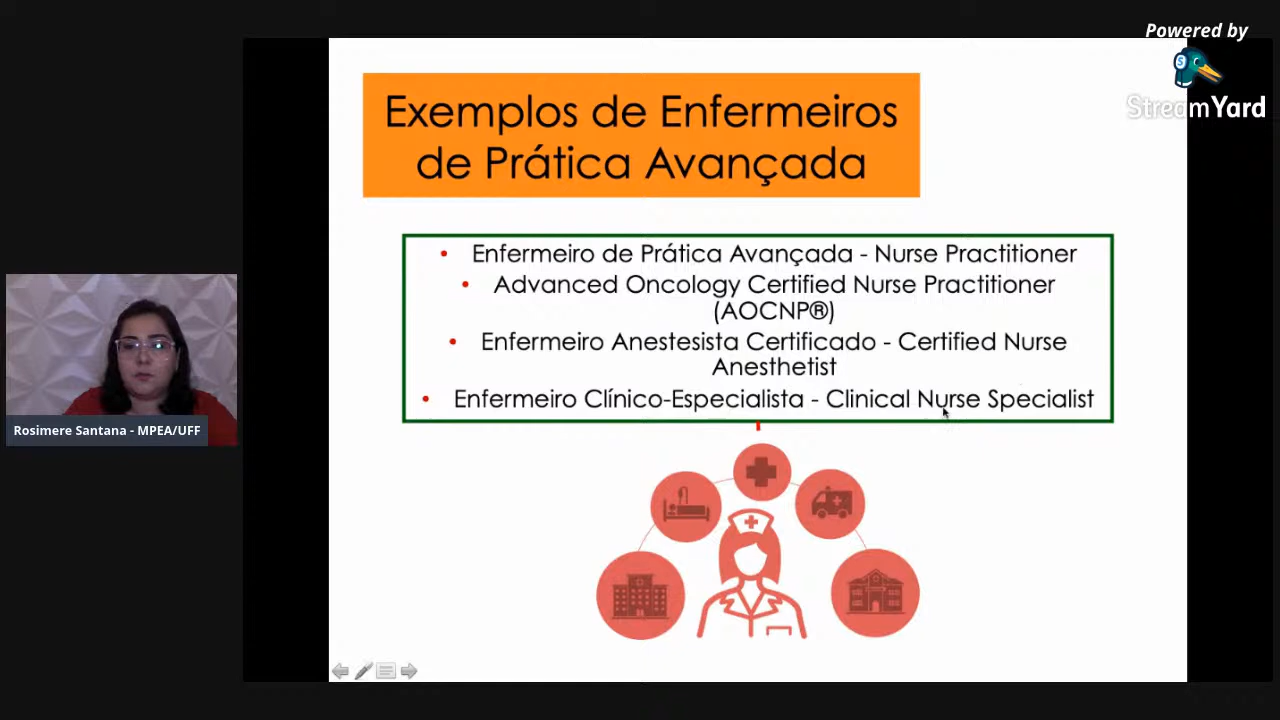 Powered by
StreamYard
Exemplos de Enfermeiros
de Prática Avançada
• Enfermeiro de Prática Avançada - Nurse Practitioner
• Advanced Oncology Certified Nurse Practitioner
(AOCNP®)
• Enfermeiro Anestesista Certificado - Certified Nurse
Anesthetist
• Enfermeiro Clínico-Especialista - Clinical Nurse Specialist
Rosimere Santana - MPEA/UFF